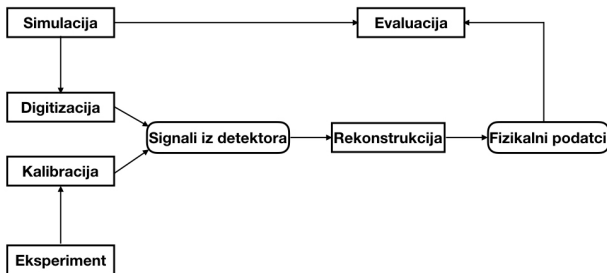 Simulacija
Evaluacija
Digitizacija
Signali iz detektora
Rekonstrukcija
Fizikalni podatci
Kalibracija
Eksperiment